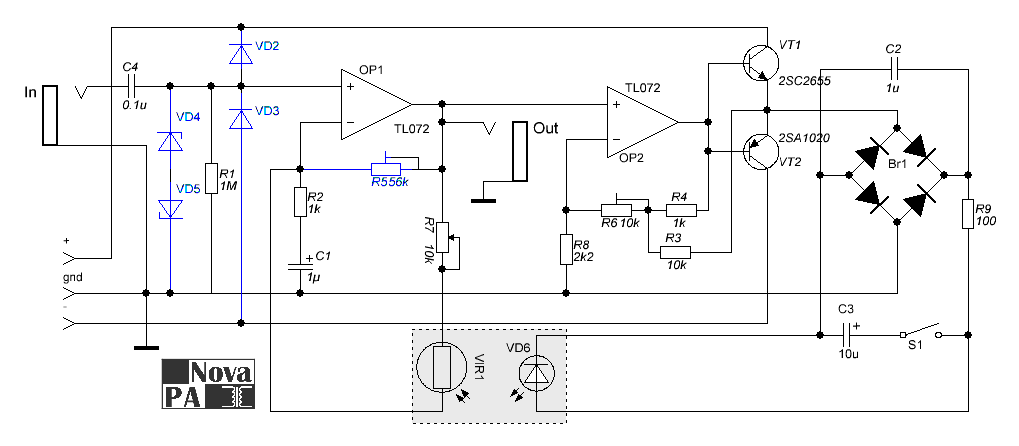 VT1
VD2
C4
OP1
C2
In
0.1u
TL072
2SC2655
1u
VD3
TL072
Out
VD4
2SA1020
OP2
VT2
Br1
R1
1M
R556k
VD5
R2
1k
R4
R6 10k
1k
R9
100
R7
10k
R3
10k
R8
2k2
+
C1
+
1µ
gnd
-
C3
+
10u
S1
VD6
VIR1
Nova
PA